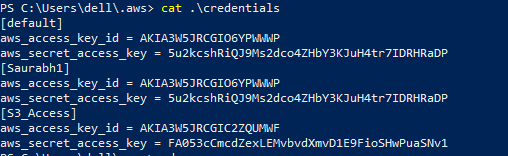 PS C:\Users\dell\.aws> cat .\credentials
[default]
aws_access_key_id = AKIA3W5JRCGIO6YPWWWP
aws_secret_access_key = 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
[Saurabh1]
aws_access_key_id = AKIA3W5JRCGIO6YPWWWP
aws_secret_access_key = 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
[S3_Access]
aws_access_key_id = AKIA3W5JRCGIC2ZQUMWF
aws_secret_access_key = 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